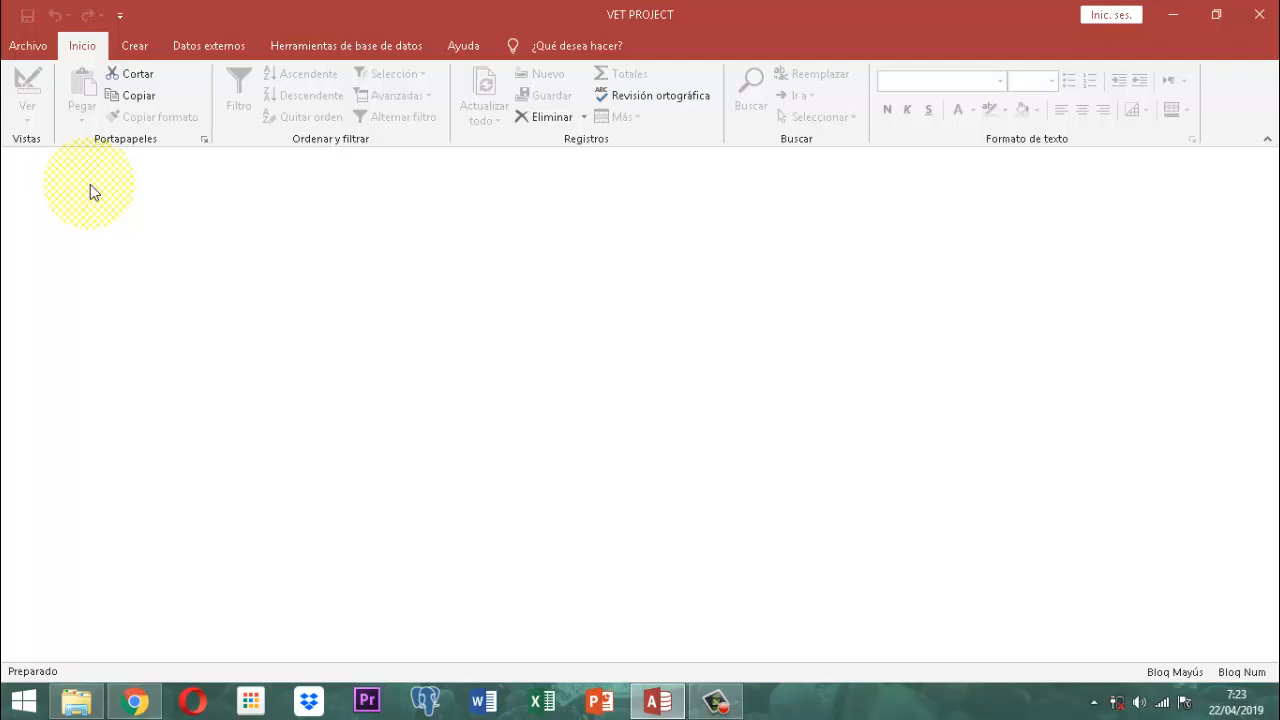 VET PROJECT
Inic. ses.
Archivo Inicio Crear Datos externos Herramientas de base de datos Ayuda ¿Qué desea hacer?
Ver
Vistas
Pegar
Cortar
Copiar
Copiar formato
Portapapeles
Filtro
Ascendente
Descendente
Quitar orden
Selección
Avanzadas
Alternar filtro
Ordenar y filtrar
Actualizar
todo
Nuevo
Guardar
Eliminar
Totales
ABC
Revisión ortográfica
Más
Registros
Buscar
Reemplazar
Ir a
Seleccionar
Buscar
N K S A
Formato de texto
Preparado
Bloq Mayús Bloq Num
Pr
7:23
22/04/2019